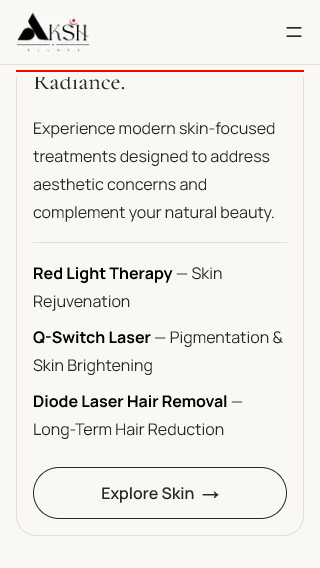 AKSH
Radiance.
Experience modern skin-focused
treatments designed to address
aesthetic concerns and
complement your natural beauty.
Red Light Therapy — Skin
Rejuvenation
Q-Switch Laser — Pigmentation &
Skin Brightening
Diode Laser Hair Removal —
Long-Term Hair Reduction
Explore Skin →